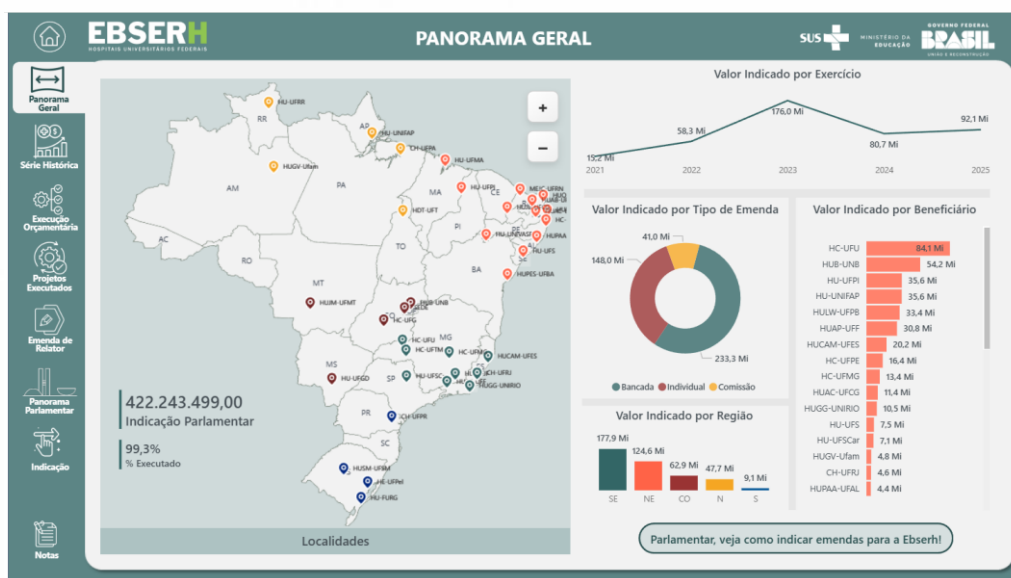 EBSERH
HOSPITAIS UNIVERSITÁRIOS FEDERAIS
PANORAMA GERAL
SUS
MINISTÉRIO DA
EDUCAÇÃO
GOVERNO FEDERAL
BRASIL
UNIÃO E RECONSTRUÇÃO
Panorama
Geral
Série Histórica
Execução
Orçamentária
Projetos
Executados
Emenda de
Relator
Panorama
Parlamentar
Indicação
Notas
+
−
HU-UFRR
RR
AP
HU-UNIFAP
CH-UFPA
HU-UFMA
HUGV-Ufam
AM
PA
MA
HU-UFPI
CE
MEJC-UFRN
HDT-UFT
PI
HU-UNIVASF
HUPAA
HU-UFS
AC
RO
TO
BA
HUPES-UFBA
MT
HUJM-UFMT
HUB-UNB
HC-UFG
HC-UFU
MG
HC-UFTM
HC-UFMG
HUCAM-UFES
MS
HU-UFGD
SP
HU-UFSC
CH-UFRJ
HUGG-UNIRIO
PR
CH-UFPR
SC
HUSM-UFSM
HE-UFPel
HU-FURG
422.243.499,00
Indicação Parlamentar
99,3%
% Executado
Localidades
Valor Indicado por Exercício
15,2 Mi
58,3 Mi
176,0 Mi
80,7 Mi
92,1 Mi
2021
2022
2023
2024
2025
Valor Indicado por Tipo de Emenda
41,0 Mi
148,0 Mi
233,3 Mi
Bancada
Individual
Comissão
Valor Indicado por Região
177,9 Mi
124,6 Mi
62,9 Mi
47,7 Mi
9,1 Mi
SE
NE
CO
N
S
Valor Indicado por Beneficiário
HC-UFU 84,1 Mi
HUB-UNB 54,2 Mi
HU-UFPI 35,6 Mi
HU-UNIFAP 35,6 Mi
HULW-UFPB 33,4 Mi
HUAP-UFF 30,8 Mi
HUCAM-UFES 20,2 Mi
HC-UFPE 16,4 Mi
HC-UFMG 13,4 Mi
HUAC-UFCG 11,4 Mi
HUGG-UNIRIO 10,5 Mi
HU-UFS 7,5 Mi
HU-UFSCar 7,1 Mi
HUGV-Ufam 4,8 Mi
CH-UFRJ 4,6 Mi
HUPAA-UFAL 4,4 Mi
Parlamentar, veja como indicar emendas para a Ebserh!